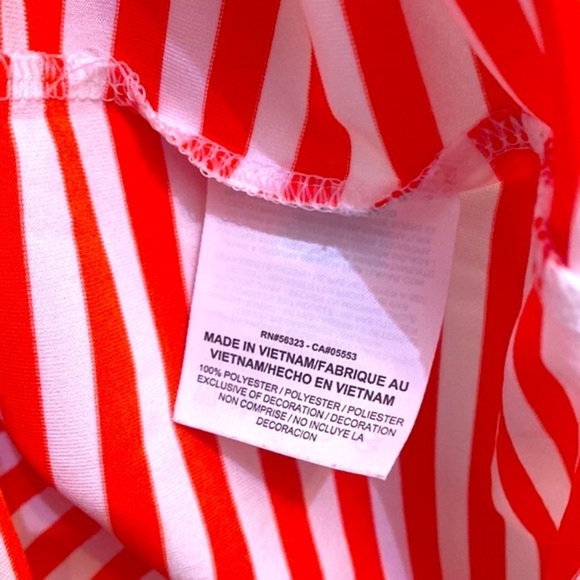 RN#56323 - CA#05553
MADE IN VIETNAM/FABRIQUE AU
VIETNAM/HECHO EN VIETNAM
100% POLYESTER / POLYESTER / POLIESTER
EXCLUSIVE OF DECORATION / DECORATION
NON COMPRISE / NO INCLUYE LA
DECORACION